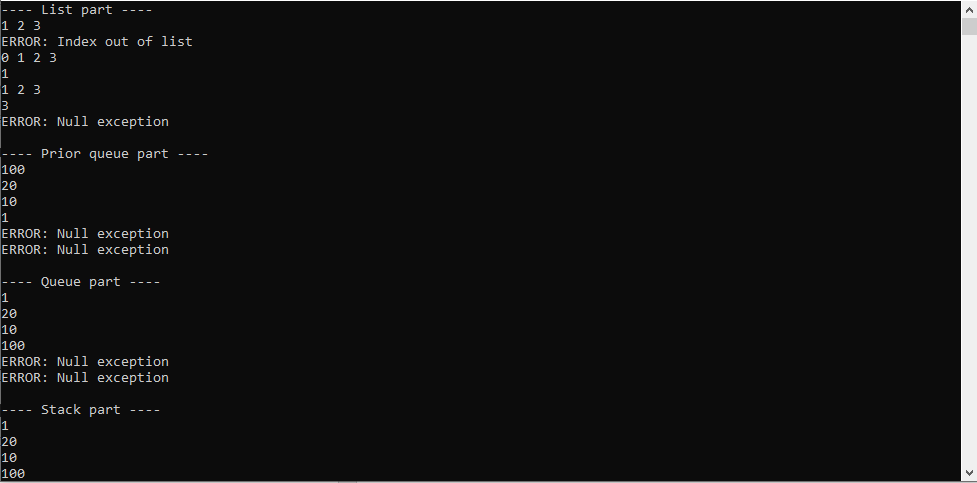 ---- List part ----
1 2 3
ERROR: Index out of list
0 1 2 3
1
1 2 3
3
ERROR: Null exception
---- Prior queue part ----
100
20
10
1
ERROR: Null exception
ERROR: Null exception
---- Queue part ----
1
20
10
100
ERROR: Null exception
ERROR: Null exception
---- Stack part ----
1
20
10
100